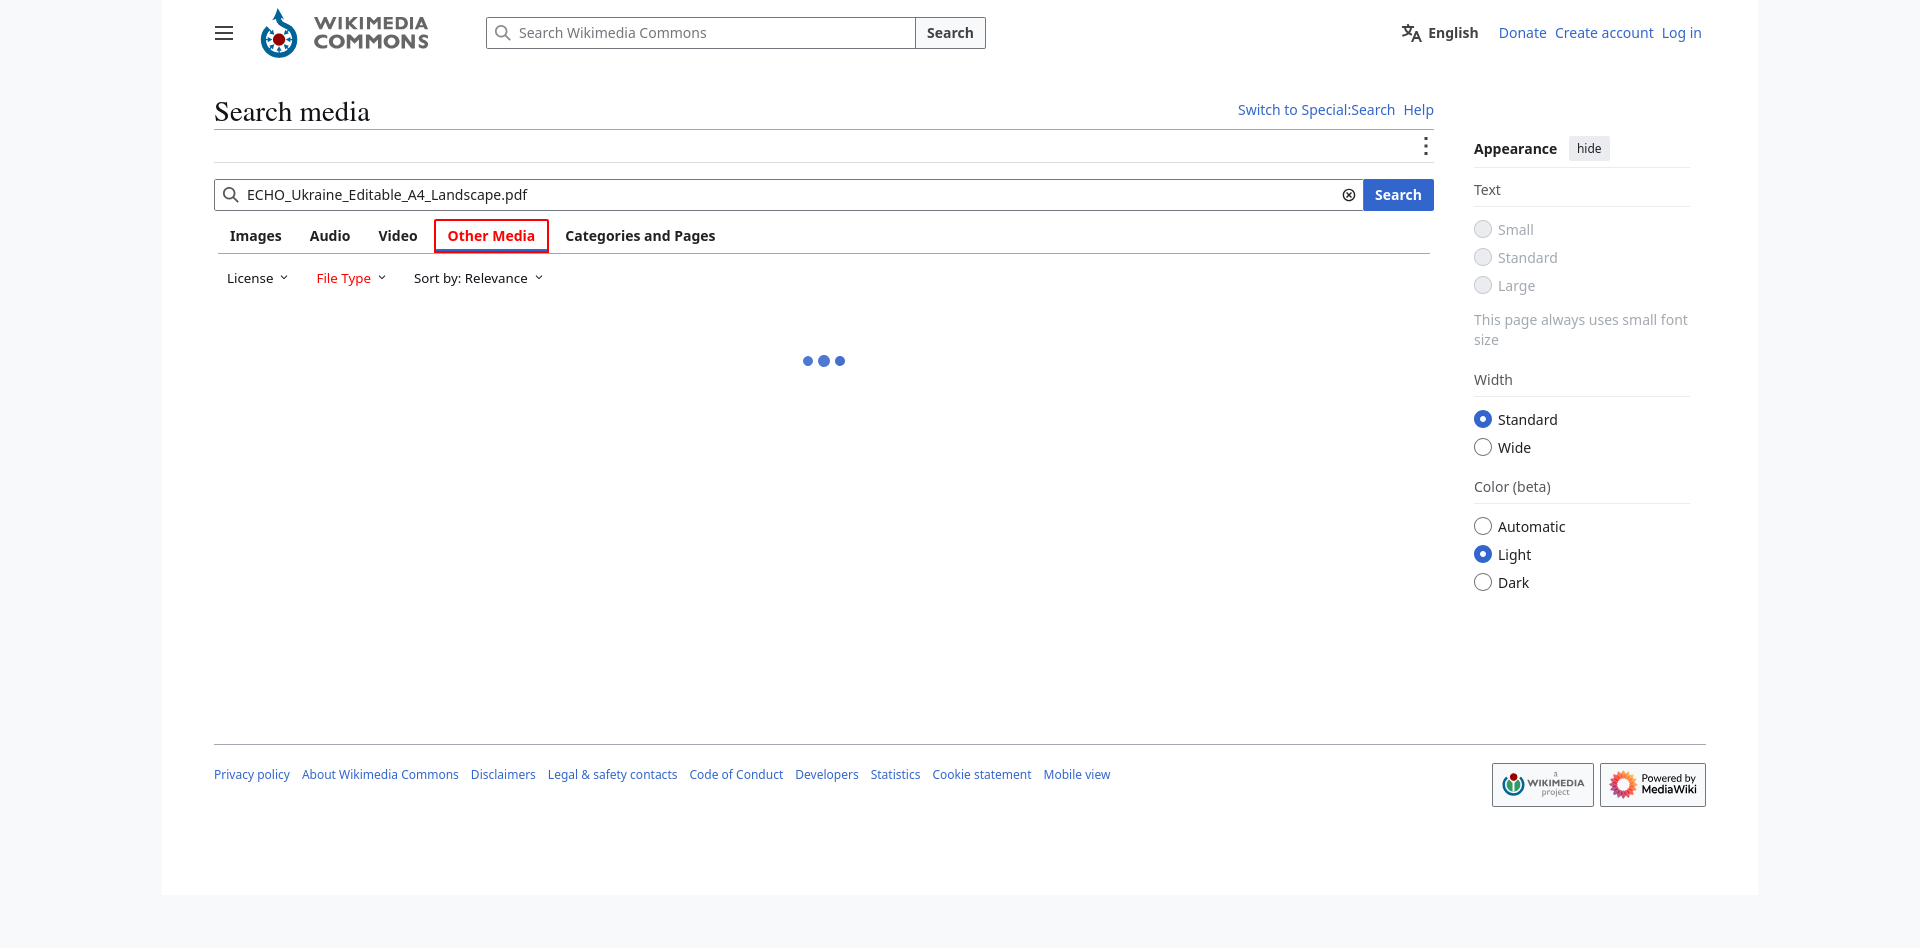 WIKIMEDIA
COMMONS
Search Wikimedia Commons
Search
English
Donate Create account Log in
Search media
Switch to Special:Search Help
ECHO_Ukraine_Editable_A4_Landscape.pdf
Search
Images Audio Video Other Media Categories and Pages
License File Type Sort by: Relevance
Appearance hide
Text
Small
Standard
Large
This page always uses small font
size
Width
Standard
Wide
Color (beta)
Automatic
Light
Dark
Privacy policy About Wikimedia Commons Disclaimers Legal & safety contacts Code of Conduct Developers Statistics Cookie statement Mobile view
a
WIKIMEDIA
project
Powered by
MediaWiki